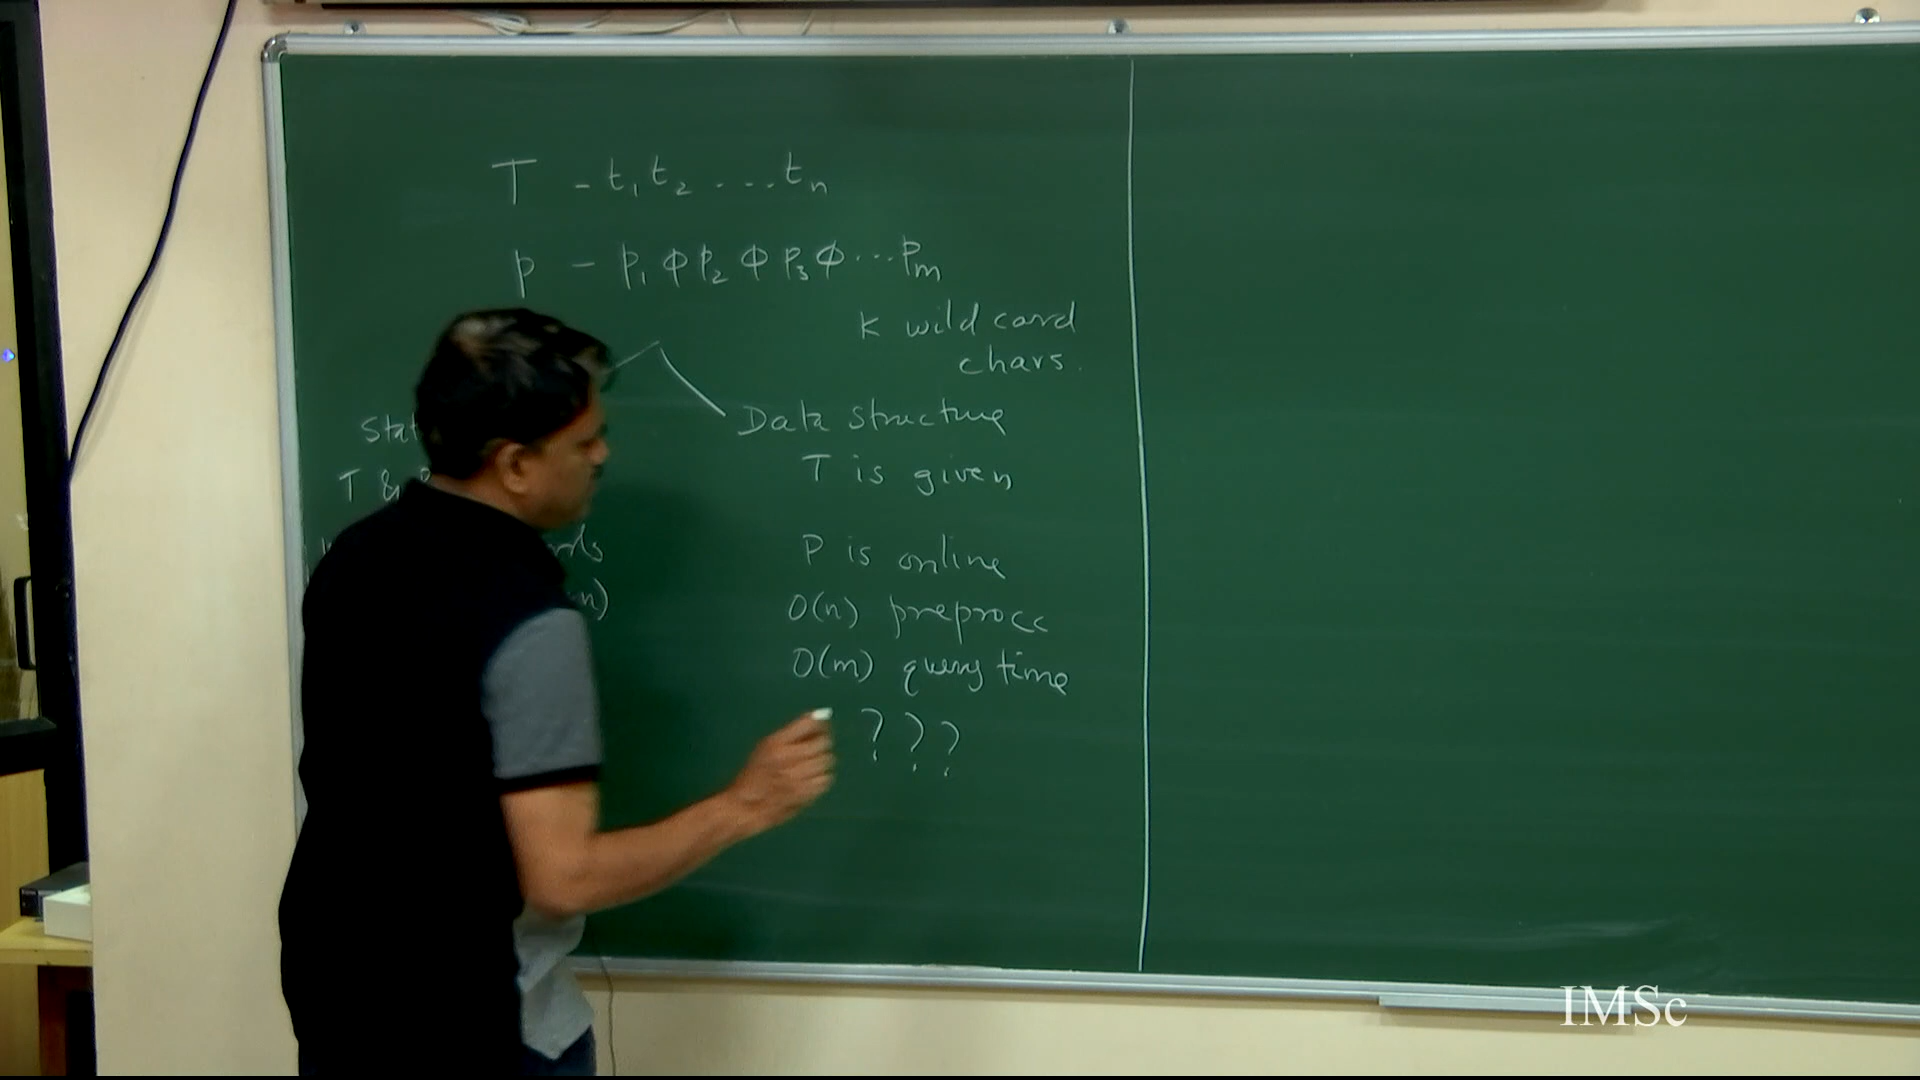 T - t₁ t₂ .... tₙ
p - p₁ φ p₂ φ p₃ φ ... pₘ
K wild card
chars.
Data structure
T &
T is given
P is online
O(n) preprocc
O(m) query time
? ? ?
IMSc